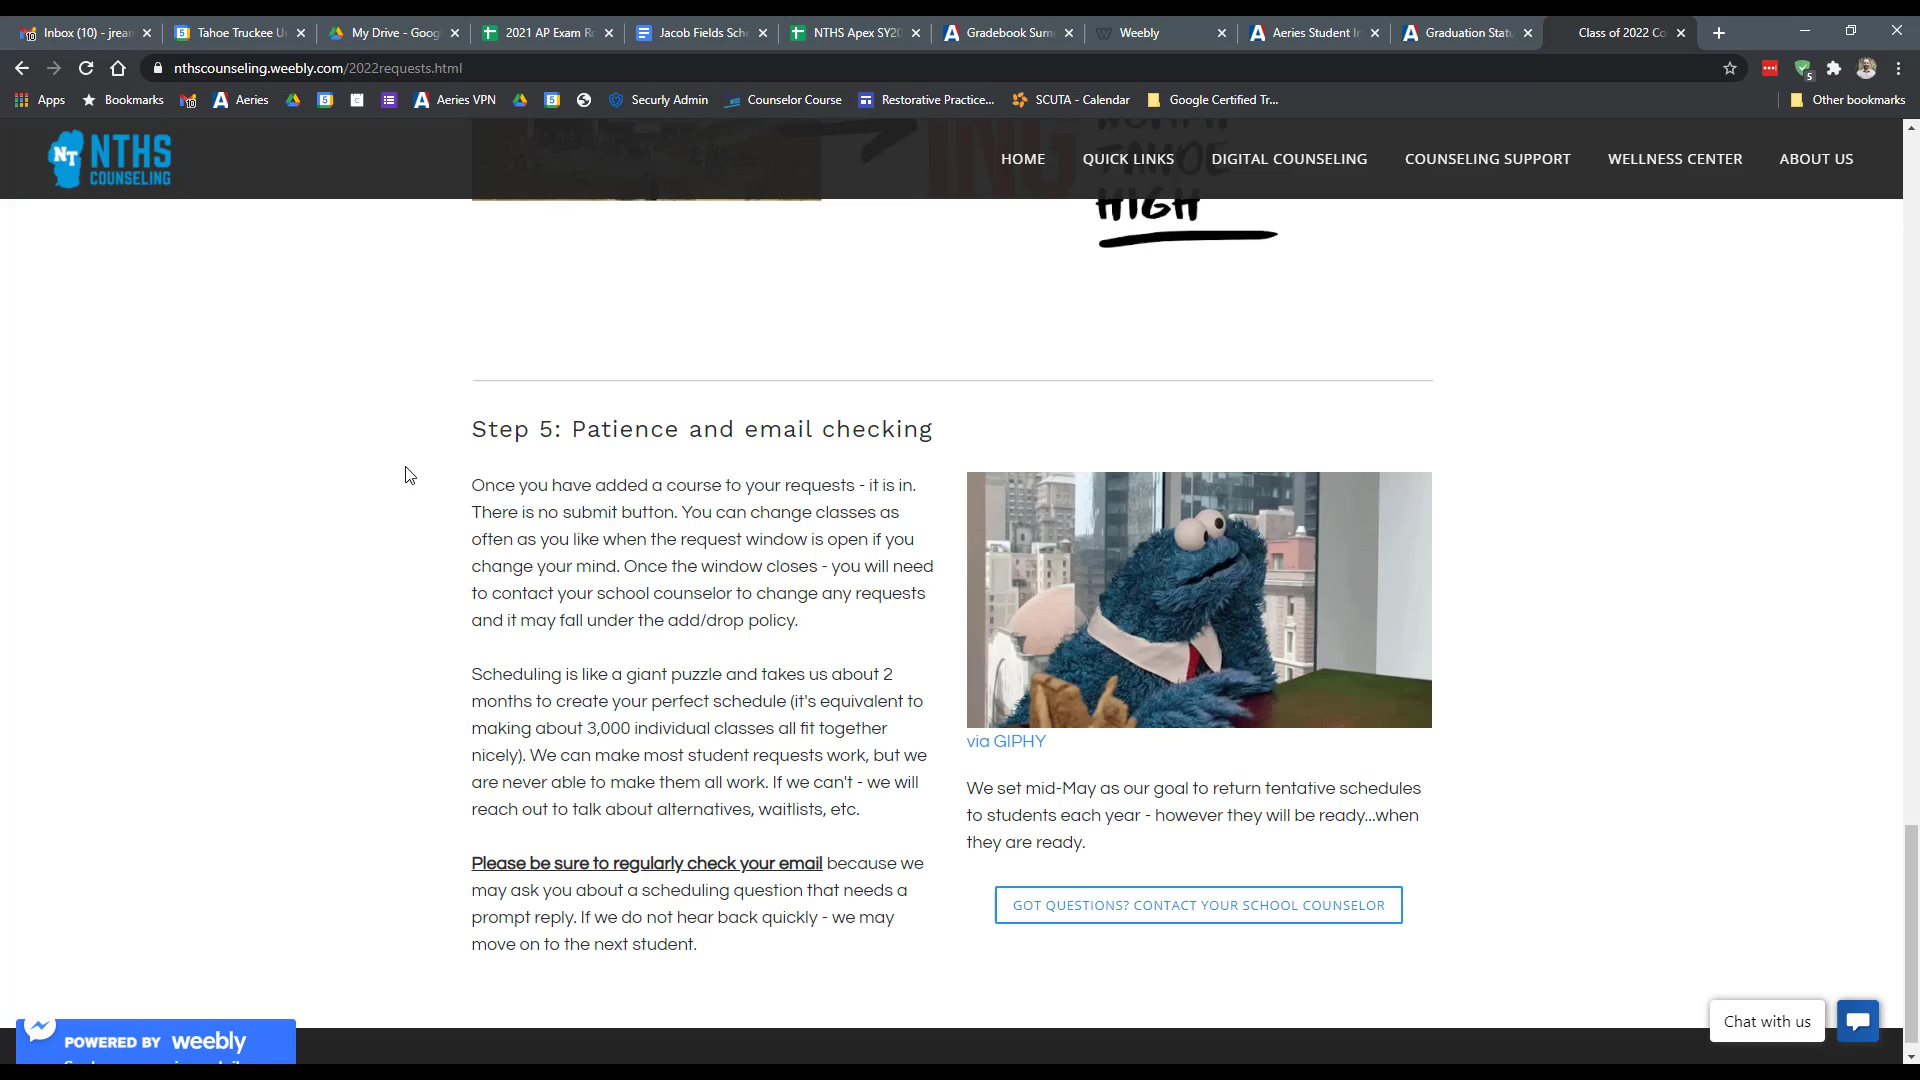 Inbox (10) - jrean
Tahoe Truckee U
My Drive - Goog
2021 AP Exam R
Jacob Fields Sch
NTHS Apex SY20
Gradebook Sum
Weebly
Aeries Student I
Graduation Statu
Class of 2022 Co
nthscounseling.weebly.com/2022requests.html
Apps
Bookmarks
Aeries
Aeries VPN
Securly Admin
Counselor Course
Restorative Practice...
SCUTA - Calendar
Google Certified Tr...
Other bookmarks
NT NTHS
COUNSELING
HOME
QUICK LINKS
DIGITAL COUNSELING
COUNSELING SUPPORT
WELLNESS CENTER
ABOUT US
TAHOE
HIGH
Step 5: Patience and email checking
Once you have added a course to your requests - it is in.
There is no submit button. You can change classes as
often as you like when the request window is open if you
change your mind. Once the window closes - you will need
to contact your school counselor to change any requests
and it may fall under the add/drop policy.
Scheduling is like a giant puzzle and takes us about 2
months to create your perfect schedule (it's equivalent to
making about 3,000 individual classes all fit together
nicely). We can make most student requests work, but we
are never able to make them all work. If we can't - we will
reach out to talk about alternatives, waitlists, etc.
Please be sure to regularly check your email because we
may ask you about a scheduling question that needs a
prompt reply. If we do not hear back quickly - we may
move on to the next student.
via GIPHY
We set mid-May as our goal to return tentative schedules
to students each year - however they will be ready...when
they are ready.
GOT QUESTIONS? CONTACT YOUR SCHOOL COUNSELOR
Chat with us
POWERED BY weebly